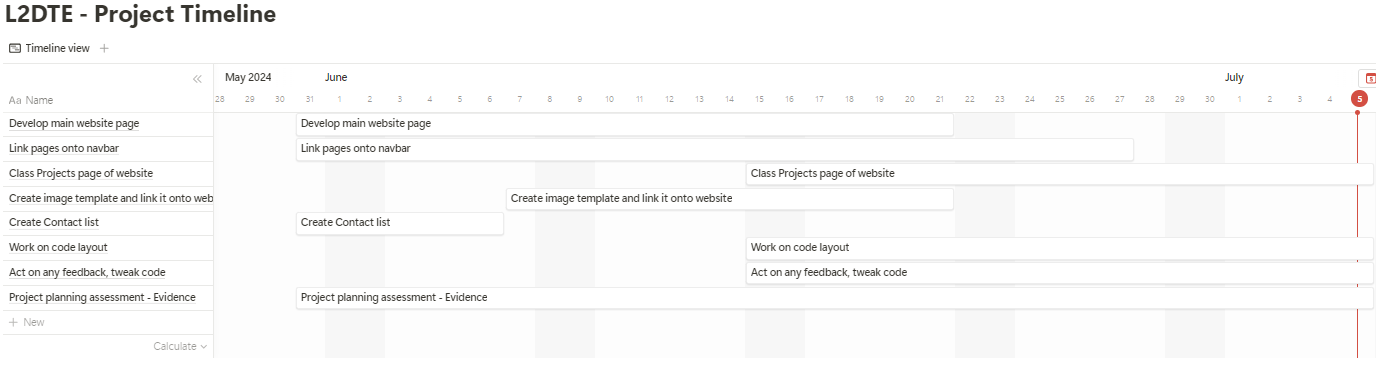 L2DTE - Project Timeline
Timeline view
May 2024 June July 5
Aa Name 28 29 30 31 1 2 3 4 5 6 7 8 9 10 11 12 13 14 15 16 17 18 19 20 21 22 23 24 25 26 27 28 29 30 1 2 3 4 5
Develop main website page Develop main website page
Link pages onto navbar Link pages onto navbar
Class Projects page of website Class Projects page of website
Create image template and link it onto web Create image template and link it onto website
Create Contact list Create Contact list
Work on code layout Work on code layout
Act on any feedback, tweak code Act on any feedback, tweak code
Project planning assessment - Evidence Project planning assessment - Evidence
+ New
Calculate